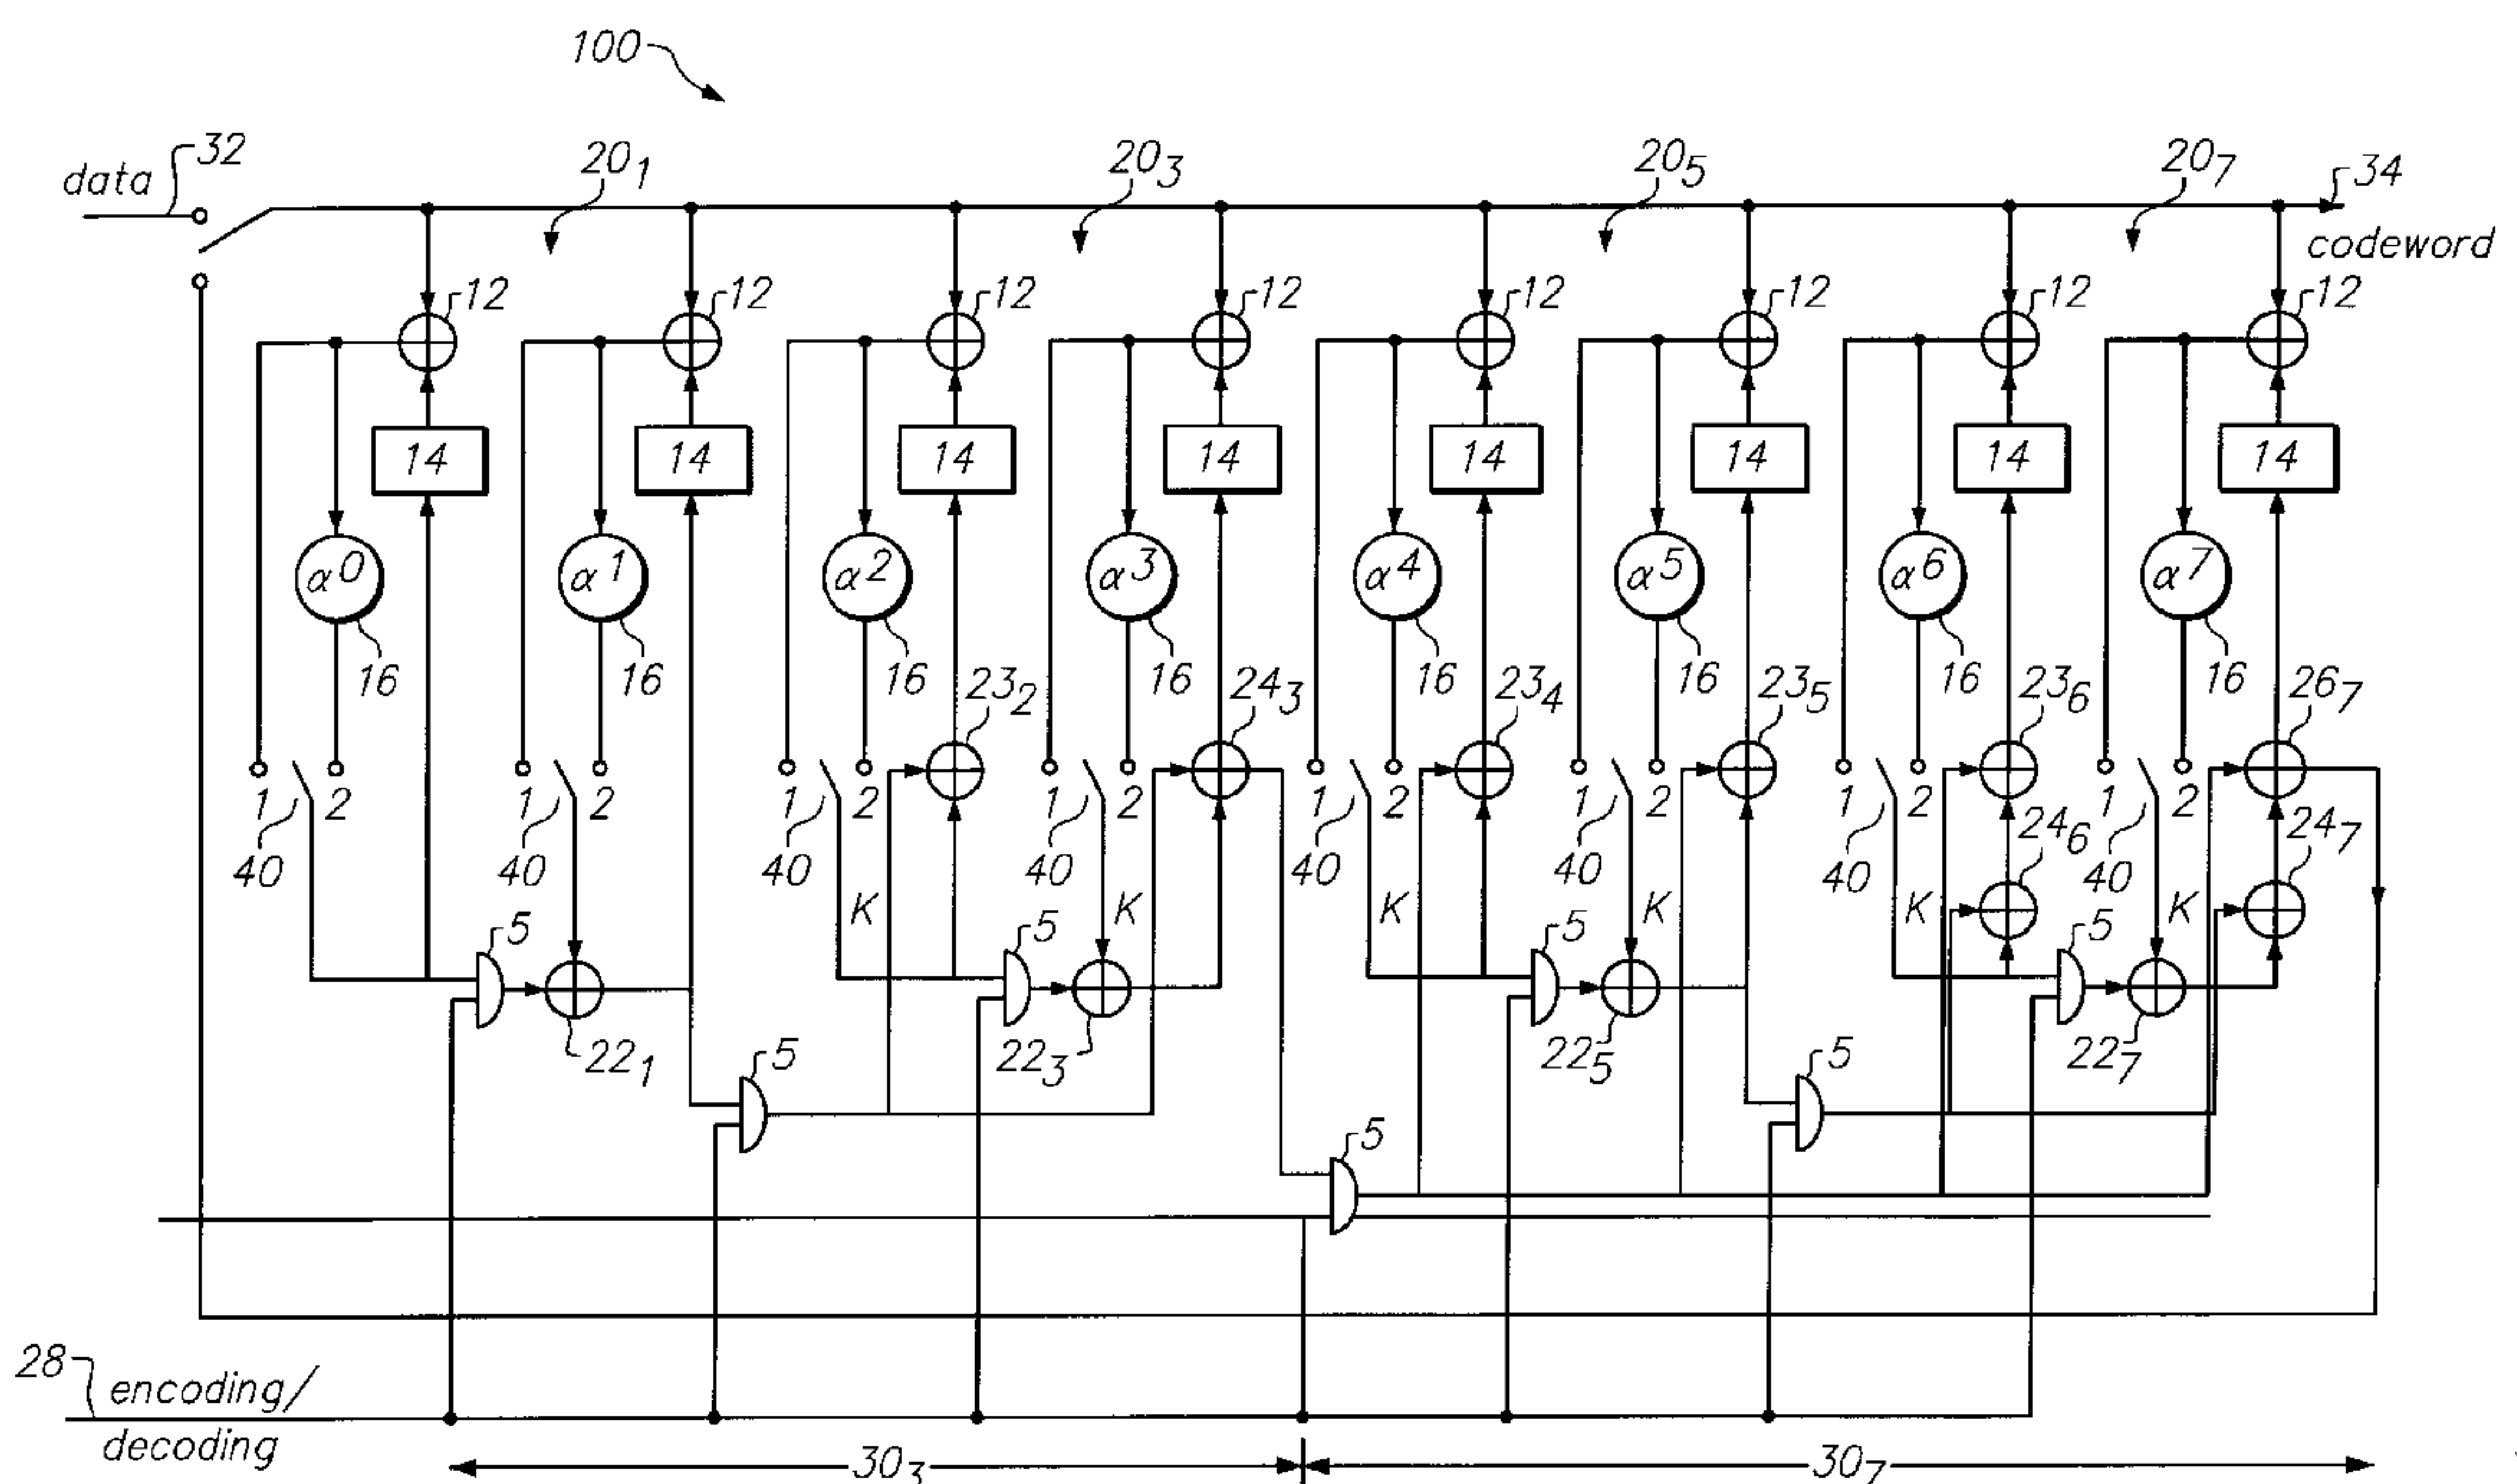 100
data
32
20₁
20₃
20₅
20₇
34
codeword
12 12 12 12 12 12 12 12
14 14 14 14 14 14 14 14
α⁰ α¹ α² α³ α⁴ α⁵ α⁶ α⁷
16 16 16 16 16 16 16 16
23₂ 24₃ 23₄ 23₅ 23₆ 26₇
1 2 1 2 1 2 1 2 1 2 1 2 1 2 1 2
24₆ 24₇
40 40 40 40 40 40 40 40
K K K K K K
5 5 5 5
22₁ 22₃ 22₅ 22₇
5 5
5
28
encoding/
decoding
30₃ 30₇